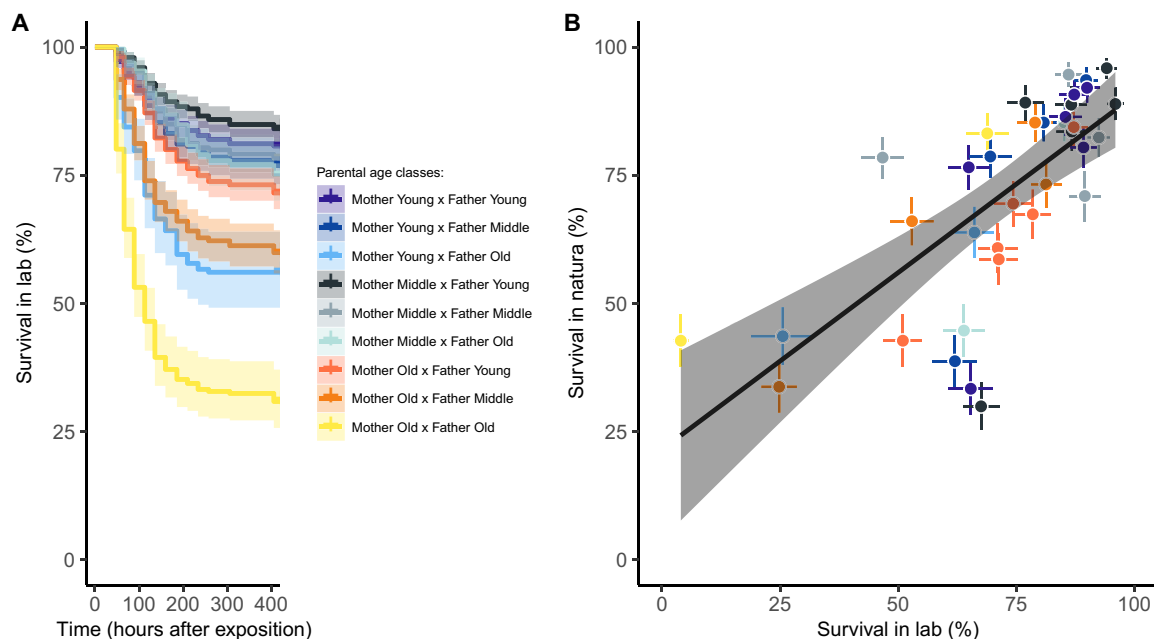 A
Survival in lab (%)
100
75
50
25
0
0 100 200 300 400
Time (hours after exposition)
Parental age classes:
Mother Young x Father Young
Mother Young x Father Middle
Mother Young x Father Old
Mother Middle x Father Young
Mother Middle x Father Middle
Mother Middle x Father Old
Mother Old x Father Young
Mother Old x Father Middle
Mother Old x Father Old
B
Survival in natura (%)
100
75
50
25
0
0 25 50 75 100
Survival in lab (%)